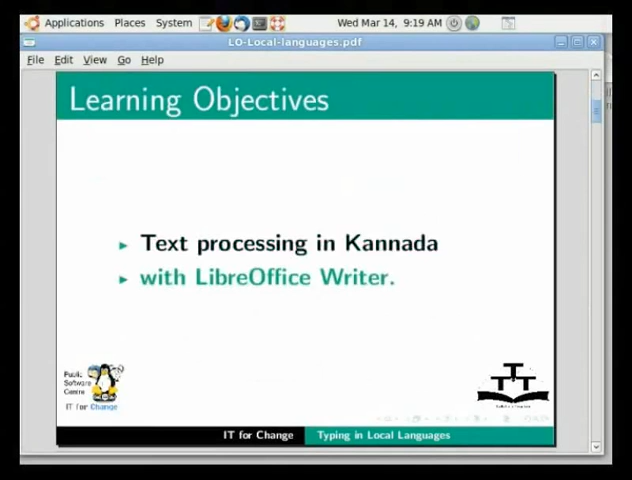 Applications Places System Wed Mar 14, 9:19 AM
LO-Local-languages.pdf
File Edit View Go Help
Learning Objectives
Text processing in Kannada
with LibreOffice Writer.
Public
Software
Centre
IT for Change
TTT
IT for Change Typing in Local Languages